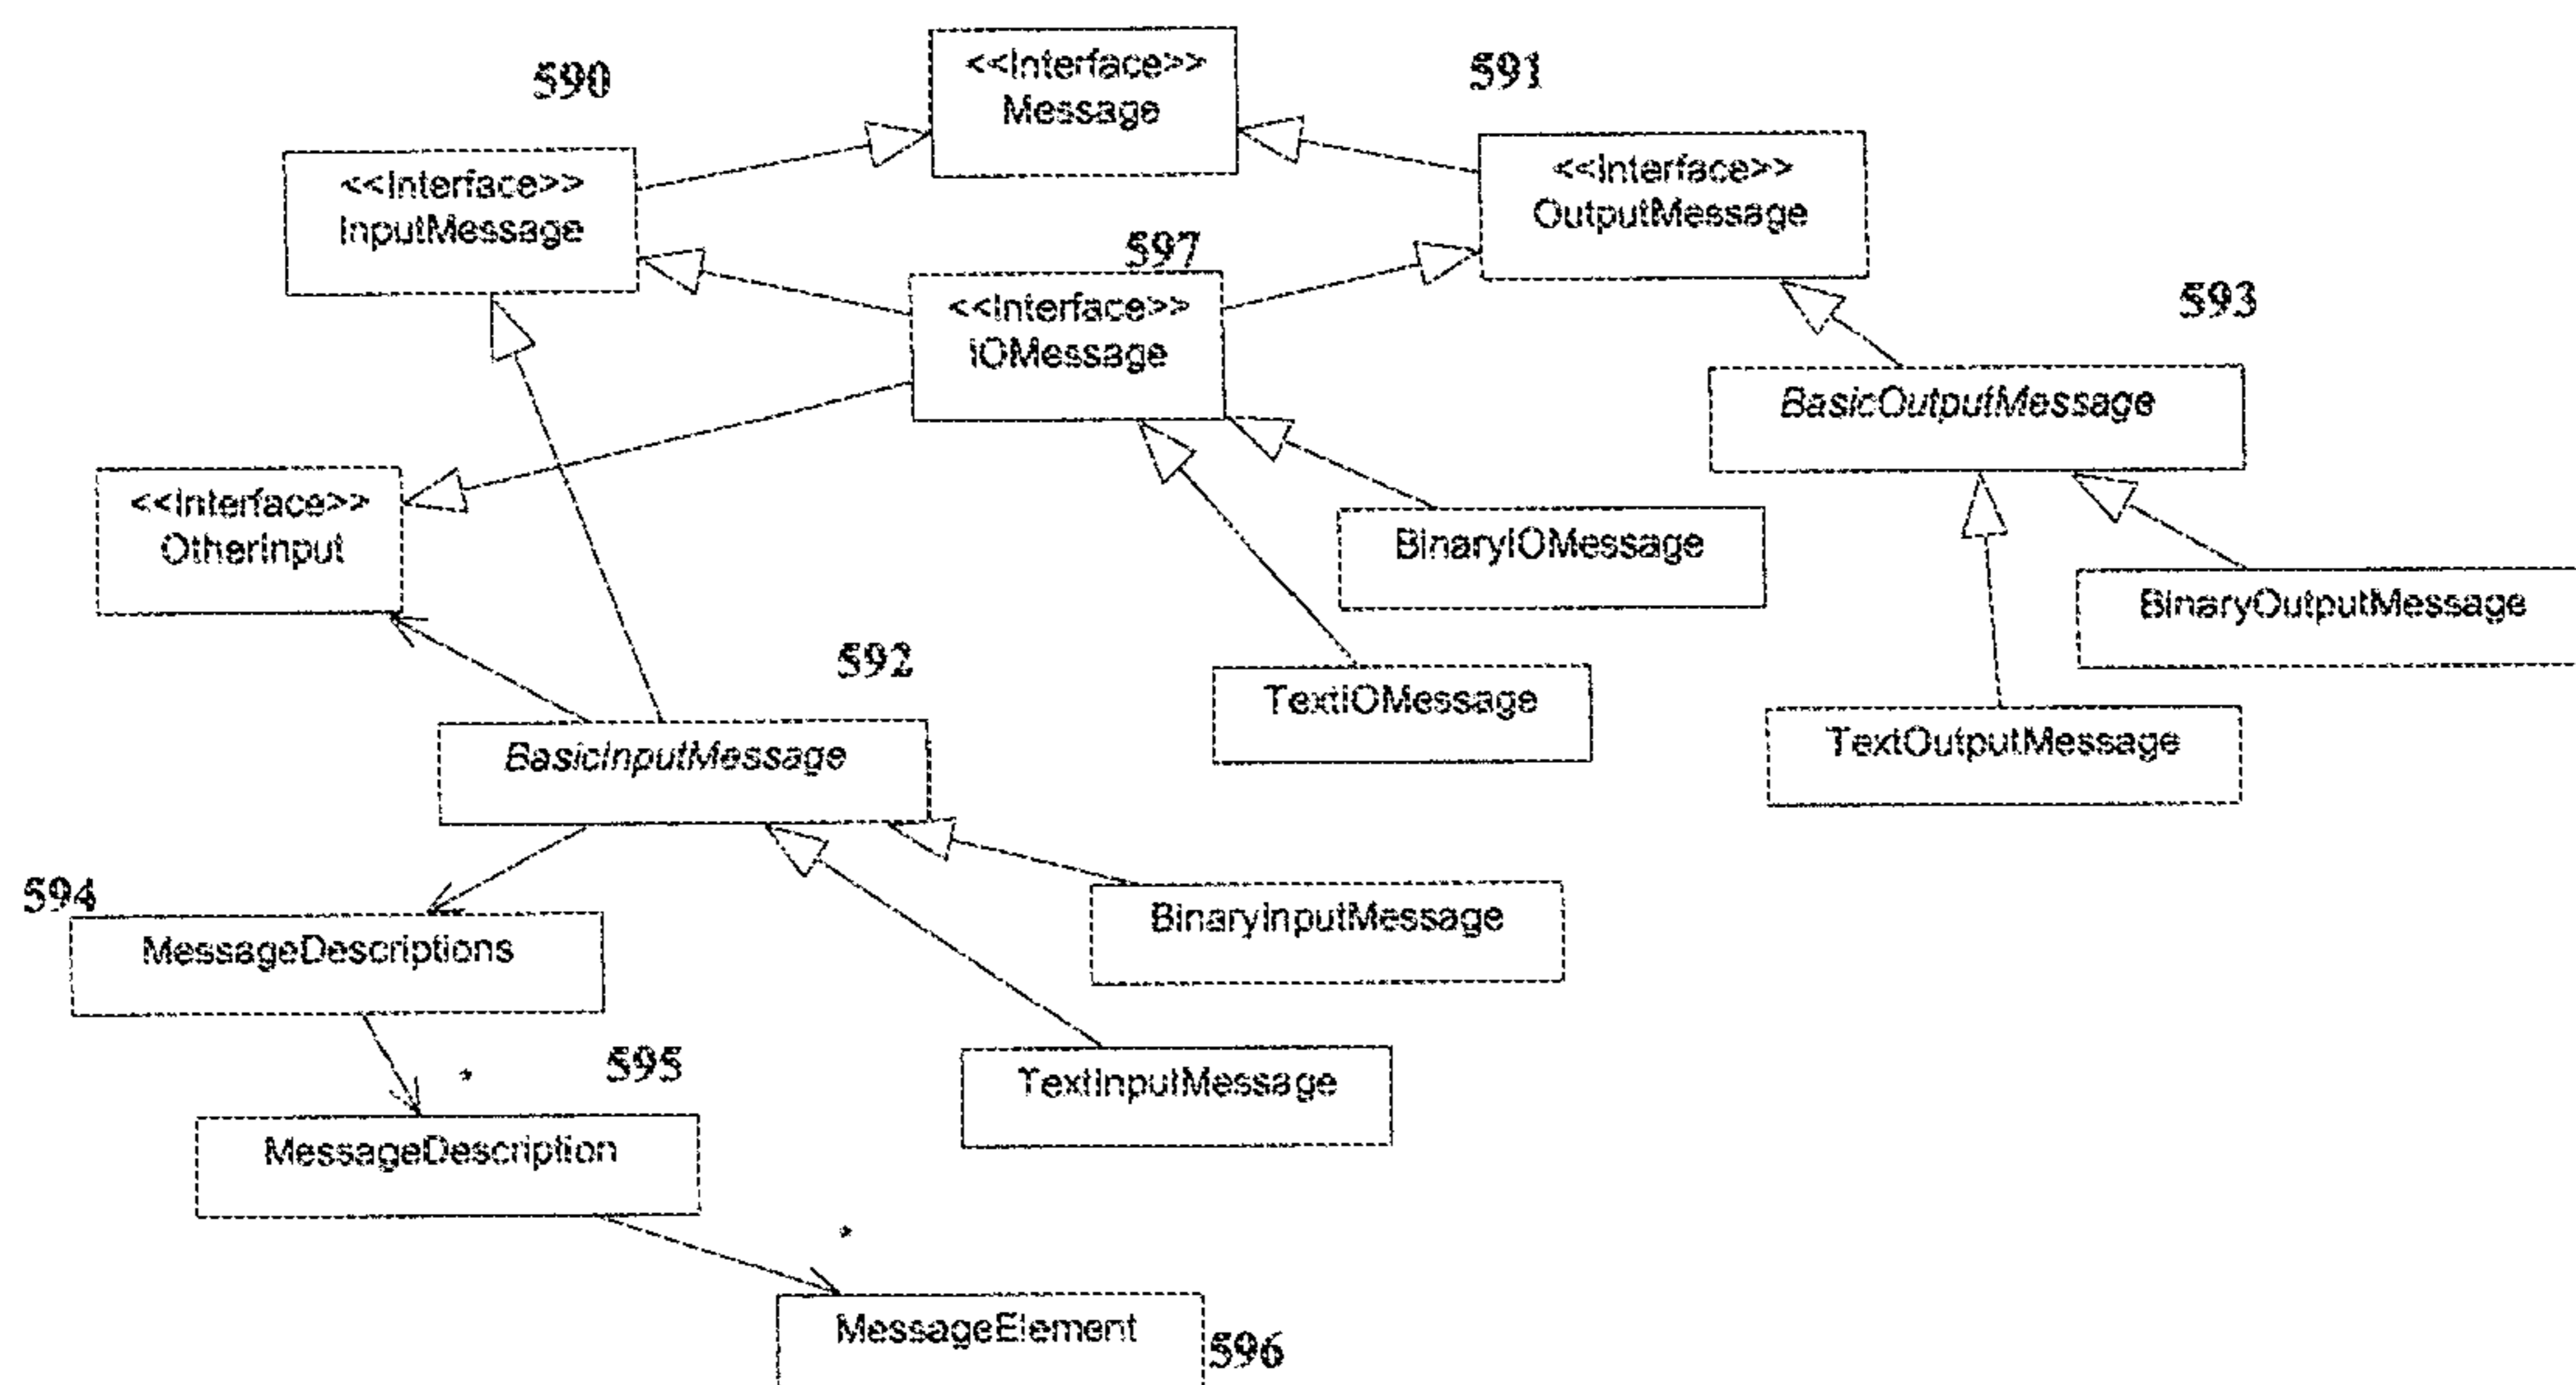 590
<<Interface>>
Message
591
<<Interface>>
InputMessage
<<Interface>>
OutputMessage
597
<<Interface>>
IOMessage
593
BasicOutputMessage
<<Interface>>
OtherInput
BinaryIOMessage
BinaryOutputMessage
592
TextIOMessage
TextOutputMessage
BasicInputMessage
594
BinaryInputMessage
MessageDescriptions
*
595
TextInputMessage
MessageDescription
*
MessageElement
596